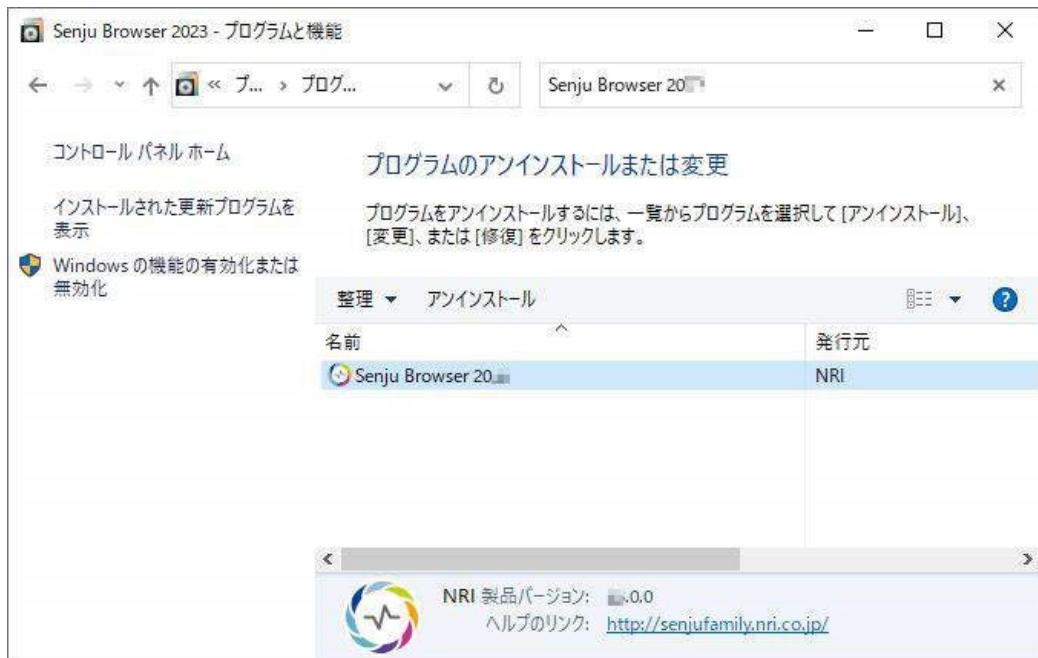 Senju Browser 2023 - プログラムと機能
« プ... › プログ...
Senju Browser 20
コントロール パネル ホーム
インストールされた更新プログラムを
表示
Windows の機能の有効化または
無効化
プログラムのアンインストールまたは変更
プログラムをアンインストールするには、一覧からプログラムを選択して [アンインストール]、
[変更]、または [修復] をクリックします。
整理 アンインストール
名前 発行元
Senju Browser 20 NRI
NRI 製品バージョン: .0.0
ヘルプのリンク: http://senjufamily.nri.co.jp/